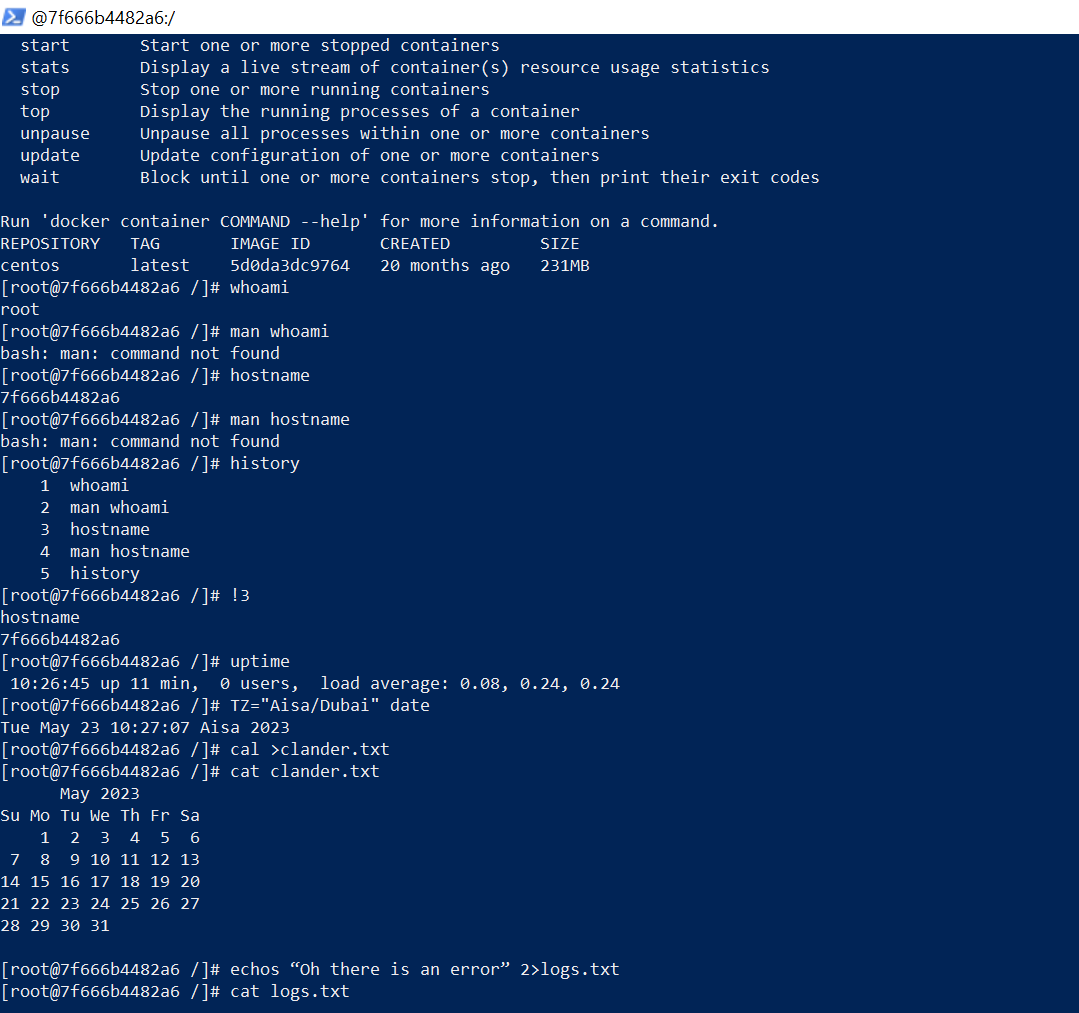 @7f666b4482a6:/
start       Start one or more stopped containers
stats       Display a live stream of container(s) resource usage statistics
stop        Stop one or more running containers
top         Display the running processes of a container
unpause     Unpause all processes within one or more containers
update      Update configuration of one or more containers
wait        Block until one or more containers stop, then print their exit codes
Run 'docker container COMMAND --help' for more information on a command.
REPOSITORY   TAG       IMAGE ID       CREATED         SIZE
centos       latest    5d0da3dc9764   20 months ago   231MB
[root@7f666b4482a6 /]# whoami
root
[root@7f666b4482a6 /]# man whoami
bash: man: command not found
[root@7f666b4482a6 /]# hostname
7f666b4482a6
[root@7f666b4482a6 /]# man hostname
bash: man: command not found
[root@7f666b4482a6 /]# history
    1  whoami
    2  man whoami
    3  hostname
    4  man hostname
    5  history
[root@7f666b4482a6 /]# !3
hostname
7f666b4482a6
[root@7f666b4482a6 /]# uptime
 10:26:45 up 11 min,  0 users,  load average: 0.08, 0.24, 0.24
[root@7f666b4482a6 /]# TZ="Aisa/Dubai" date
Tue May 23 10:27:07 Aisa 2023
[root@7f666b4482a6 /]# cal >clander.txt
[root@7f666b4482a6 /]# cat clander.txt
      May 2023
Su Mo Tu We Th Fr Sa
    1  2  3  4  5  6
 7  8  9 10 11 12 13
14 15 16 17 18 19 20
21 22 23 24 25 26 27
28 29 30 31
[root@7f666b4482a6 /]# echos “Oh there is an error” 2>logs.txt
[root@7f666b4482a6 /]# cat logs.txt